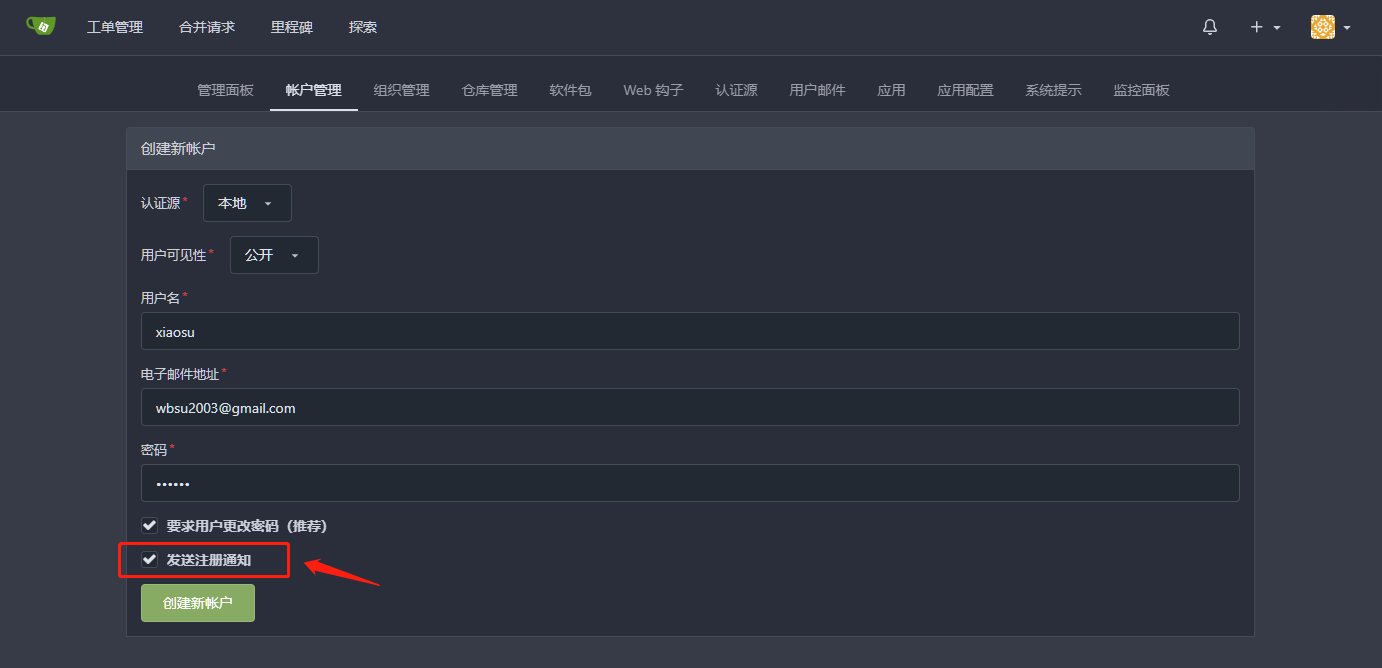 工单管理 合并请求 里程碑 探索
管理面板 帐户管理 组织管理 仓库管理 软件包 Web 钩子 认证源 用户邮件 应用 应用配置 系统提示 监控面板
创建新帐户
认证源* 本地
用户可见性* 公开
用户名*
xiaosu
电子邮件地址*
wbsu2003@gmail.com
密码*
••••••
要求用户更改密码（推荐）
发送注册通知
创建新帐户